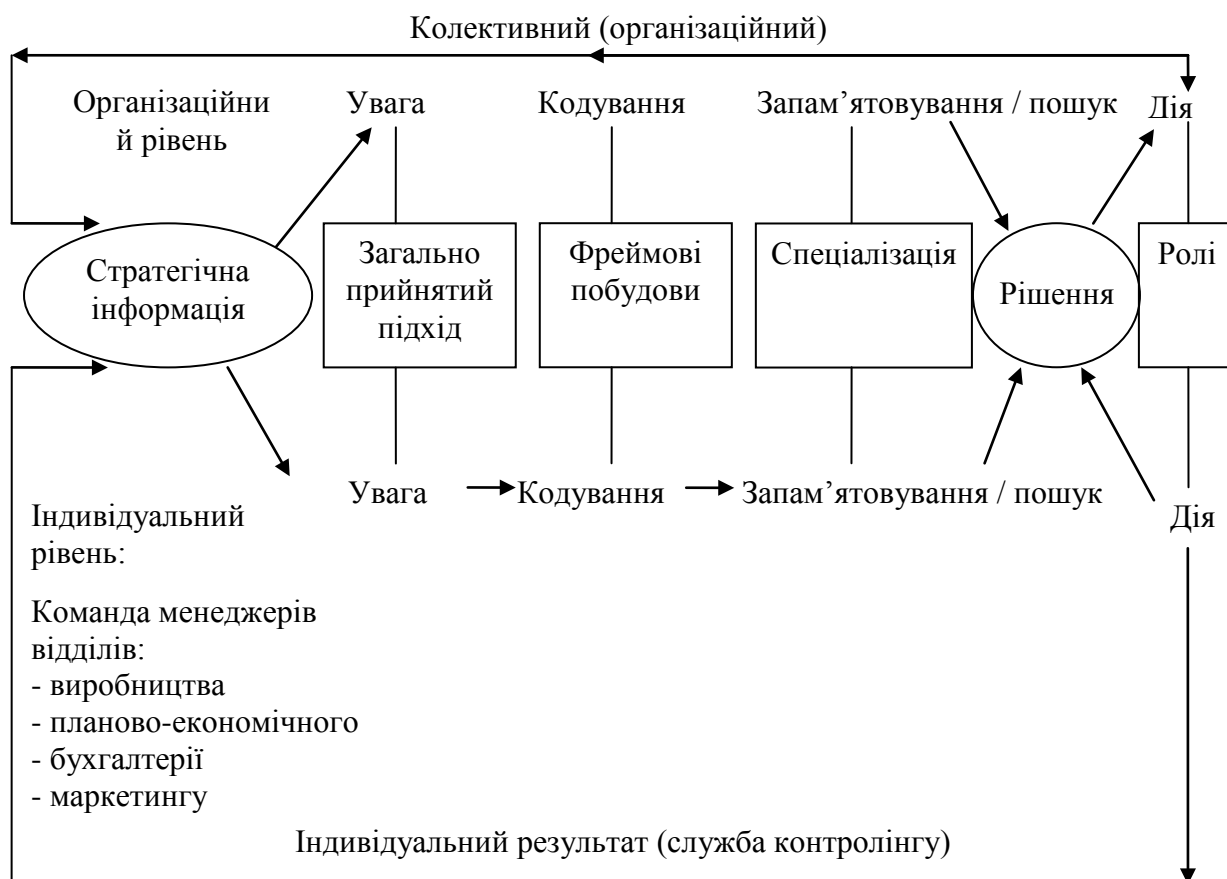 Колективний (організаційний)
Організаційни
й рівень
Увага
Кодування
Запам’ятовування / пошук
Дія
Стратегічна
інформація
Загально
прийнятий
підхід
Фреймові
побудови
Спеціалізація
Рішення
Ролі
Увага
Кодування
Запам’ятовування / пошук
Дія
Індивідуальний
рівень:
Команда менеджерів
відділів:
- виробництва
- планово-економічного
- бухгалтерії
- маркетингу
Індивідуальний результат (служба контролінгу)